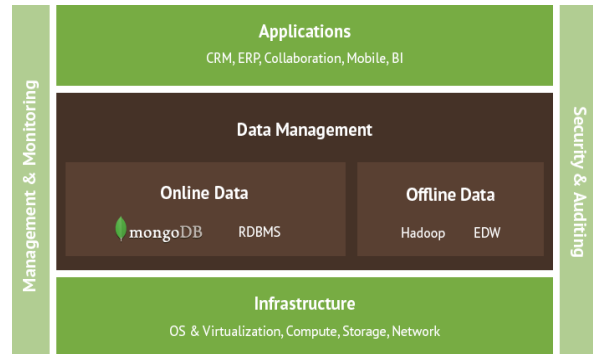 Management & Monitoring
Applications
CRM, ERP, Collaboration, Mobile, BI
Data Management
Online Data
mongoDB RDBMS
Offline Data
Hadoop EDW
Infrastructure
OS & Virtualization, Compute, Storage, Network
Security & Auditing